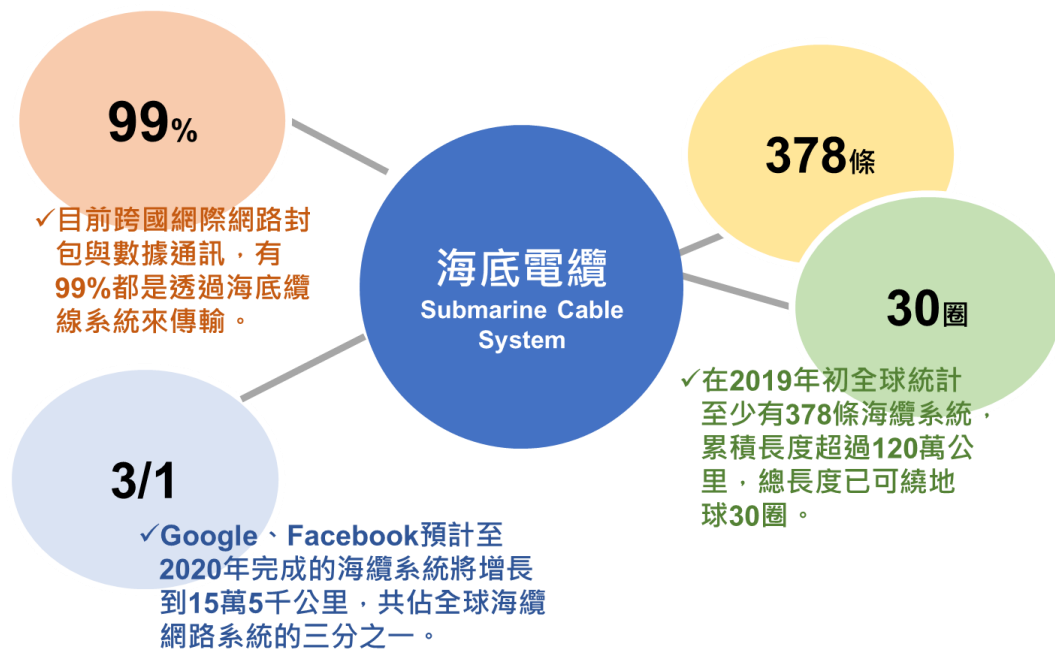 99%
✓目前跨國網際網路封
包與數據通訊，有
99%都是透過海底纜
線系統來傳輸。
海底電纜
Submarine Cable
System
378條
30圈
✓在2019年初全球統計
至少有378條海纜系統，
累積長度超過120萬公
里，總長度已可繞地
球30圈。
3/1
✓Google、Facebook預計至
2020年完成的海纜系統將增長
到15萬5千公里，共佔全球海纜
網路系統的三分之一。